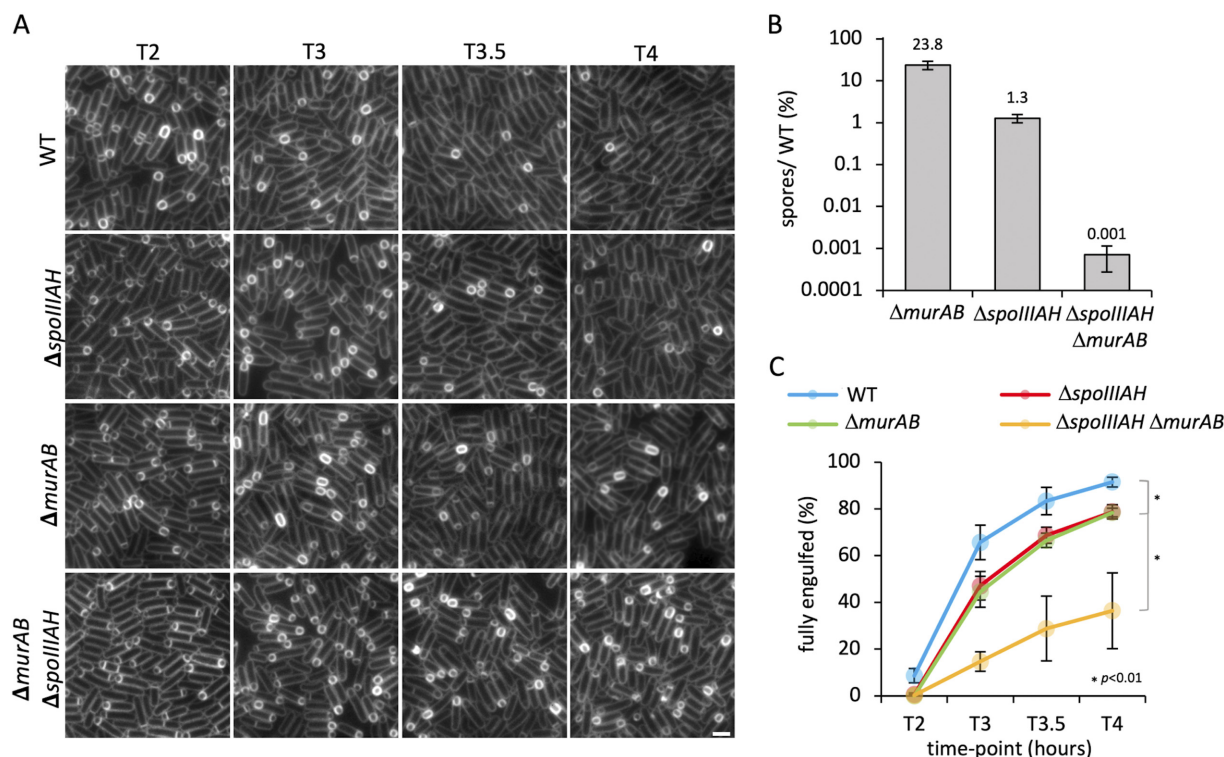 A
T2 T3 T3.5 T4
WT
ΔspoIIIAH
ΔmurAB
ΔmurAB
ΔspoIIIAH
B
spores/ WT (%)
100
10
1
0.1
0.01
0.001
0.0001
23.8
1.3
0.001
ΔmurAB ΔspoIIIAH ΔspoIIIAH
ΔmurAB
C
WT ΔspoIIIAH
ΔmurAB ΔspoIIIAH ΔmurAB
fully engulfed (%)
100
80
60
40
20
0
*
*
* p<0.01
T2 T3 T3.5 T4
time-point (hours)